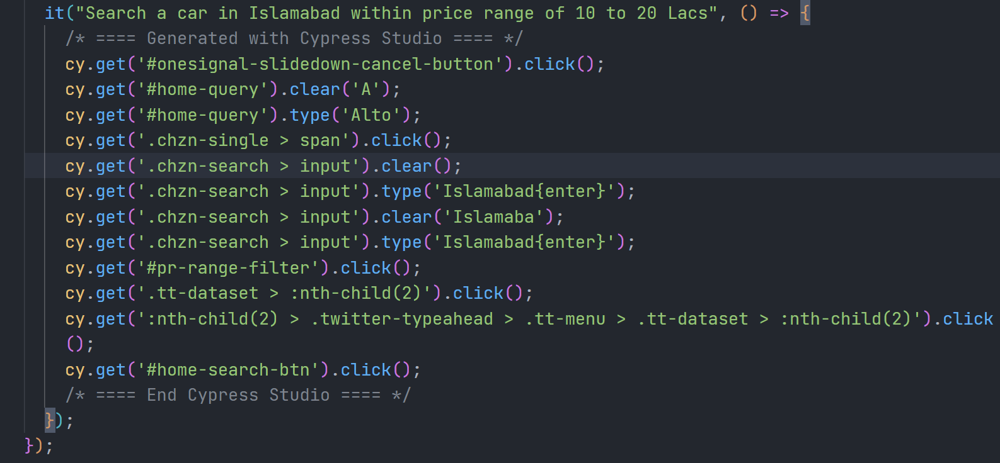 it("Search a car in Islamabad within price range of 10 to 20 Lacs", () => {
/* ==== Generated with Cypress Studio ==== */
cy.get('#onesignal-slidedown-cancel-button').click();
cy.get('#home-query').clear('A');
cy.get('#home-query').type('Alto');
cy.get('.chzn-single > span').click();
cy.get('.chzn-search > input').clear();
cy.get('.chzn-search > input').type('Islamabad{enter}');
cy.get('.chzn-search > input').clear('Islamaba');
cy.get('.chzn-search > input').type('Islamabad{enter}');
cy.get('#pr-range-filter').click();
cy.get('.tt-dataset > :nth-child(2)').click();
cy.get(':nth-child(2) > .twitter-typeahead > .tt-menu > .tt-dataset > :nth-child(2)').click
();
cy.get('#home-search-btn').click();
/* ==== End Cypress Studio ==== */
});
});